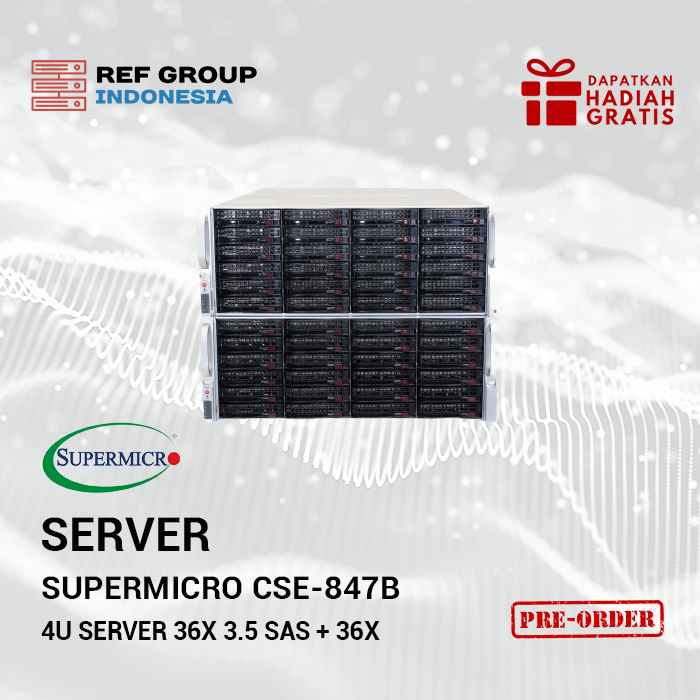 REF GROUP
INDONESIA
DAPATKAN
HADIAH
GRATIS
SUPERMICRO
SERVER
SUPERMICRO CSE-847B
4U SERVER 36X 3.5 SAS + 36X
PRE-ORDER